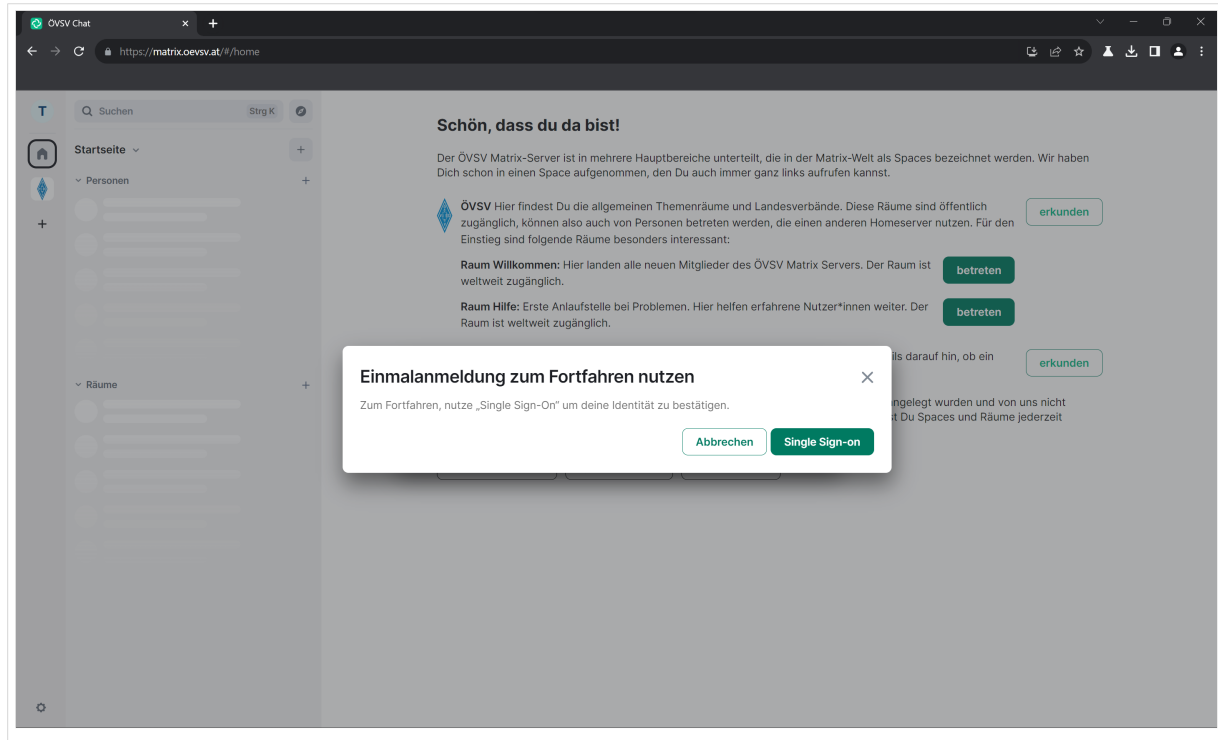 ÖVSV Chat
https://matrix.oevsv.at/#/home
T
Suchen
Strg K
Startseite
Personen
Räume
Schön, dass du da bist!
Der ÖVSV Matrix-Server ist in mehrere Hauptbereiche unterteilt, die in der Matrix-Welt als Spaces bezeichnet werden. Wir haben
Dich schon in einen Space aufgenommen, den Du auch immer ganz links aufrufen kannst.
ÖVSV Hier findest Du die allgemeinen Themenräume und Landesverbände. Diese Räume sind öffentlich
zugänglich, können also auch von Personen betreten werden, die einen anderen Homeserver nutzen. Für den
Einstieg sind folgende Räume besonders interessant:
erkunden
Raum Willkommen: Hier landen alle neuen Mitglieder des ÖVSV Matrix Servers. Der Raum ist
weltweit zugänglich.
betreten
Raum Hilfe: Erste Anlaufstelle bei Problemen. Hier helfen erfahrene Nutzer*innen weiter. Der
Raum ist weltweit zugänglich.
betreten
darauf hin, ob ein
erkunden
wurden und von uns nicht
Du Spaces und Räume jederzeit
Einmalanmeldung zum Fortfahren nutzen
Zum Fortfahren, nutze „Single Sign-On“ um deine Identität zu bestätigen.
Abbrechen
Single Sign-on